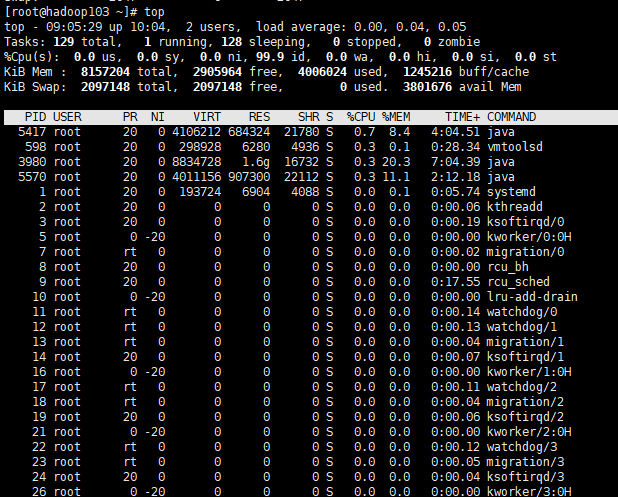 [root@hadoop103 ~]# top
top - 09:05:29 up 10:04, 2 users, load average: 0.00, 0.04, 0.05
Tasks: 129 total, 1 running, 128 sleeping, 0 stopped, 0 zombie
%Cpu(s): 0.0 us, 0.0 sy, 0.0 ni, 99.9 id, 0.0 wa, 0.0 hi, 0.0 si, 0.0 st
KiB Mem : 8157204 total, 2905964 free, 4006024 used, 1245216 buff/cache
KiB Swap: 2097148 total, 2097148 free, 0 used. 3801676 avail Mem
PID USER PR NI VIRT RES SHR S %CPU %MEM TIME+ COMMAND
5417 root 20 0 4106212 684324 21780 S 0.7 8.4 4:04.51 java
598 root 20 0 298928 6280 4936 S 0.3 0.1 0:28.34 vmtoolsd
3980 root 20 0 8834728 1.6g 16732 S 0.3 20.3 7:04.39 java
5570 root 20 0 4011156 907300 22112 S 0.3 11.1 2:12.18 java
1 root 20 0 193724 6904 4088 S 0.0 0.1 0:05.74 systemd
2 root 20 0 0 0 0 S 0.0 0.0 0:00.06 kthreadd
3 root 20 0 0 0 0 S 0.0 0.0 0:00.19 ksoftirqd/0
5 root 0 -20 0 0 0 S 0.0 0.0 0:00.00 kworker/0:0H
7 root rt 0 0 0 0 S 0.0 0.0 0:00.02 migration/0
8 root 20 0 0 0 0 S 0.0 0.0 0:00.00 rcu_bh
9 root 20 0 0 0 0 S 0.0 0.0 0:17.55 rcu_sched
10 root 0 -20 0 0 0 S 0.0 0.0 0:00.00 lru-add-drain
11 root rt 0 0 0 0 S 0.0 0.0 0:00.14 watchdog/0
12 root rt 0 0 0 0 S 0.0 0.0 0:00.13 watchdog/1
13 root rt 0 0 0 0 S 0.0 0.0 0:00.04 migration/1
14 root 20 0 0 0 0 S 0.0 0.0 0:00.07 ksoftirqd/1
16 root 0 -20 0 0 0 S 0.0 0.0 0:00.00 kworker/1:0H
17 root rt 0 0 0 0 S 0.0 0.0 0:00.11 watchdog/2
18 root rt 0 0 0 0 S 0.0 0.0 0:00.04 migration/2
19 root 20 0 0 0 0 S 0.0 0.0 0:00.06 ksoftirqd/2
21 root 0 -20 0 0 0 S 0.0 0.0 0:00.00 kworker/2:0H
22 root rt 0 0 0 0 S 0.0 0.0 0:00.12 watchdog/3
23 root rt 0 0 0 0 S 0.0 0.0 0:00.05 migration/3
24 root 20 0 0 0 0 S 0.0 0.0 0:00.04 ksoftirqd/3
26 root 0 -20 0 0 0 S 0.0 0.0 0:00.00 kworker/3:0H